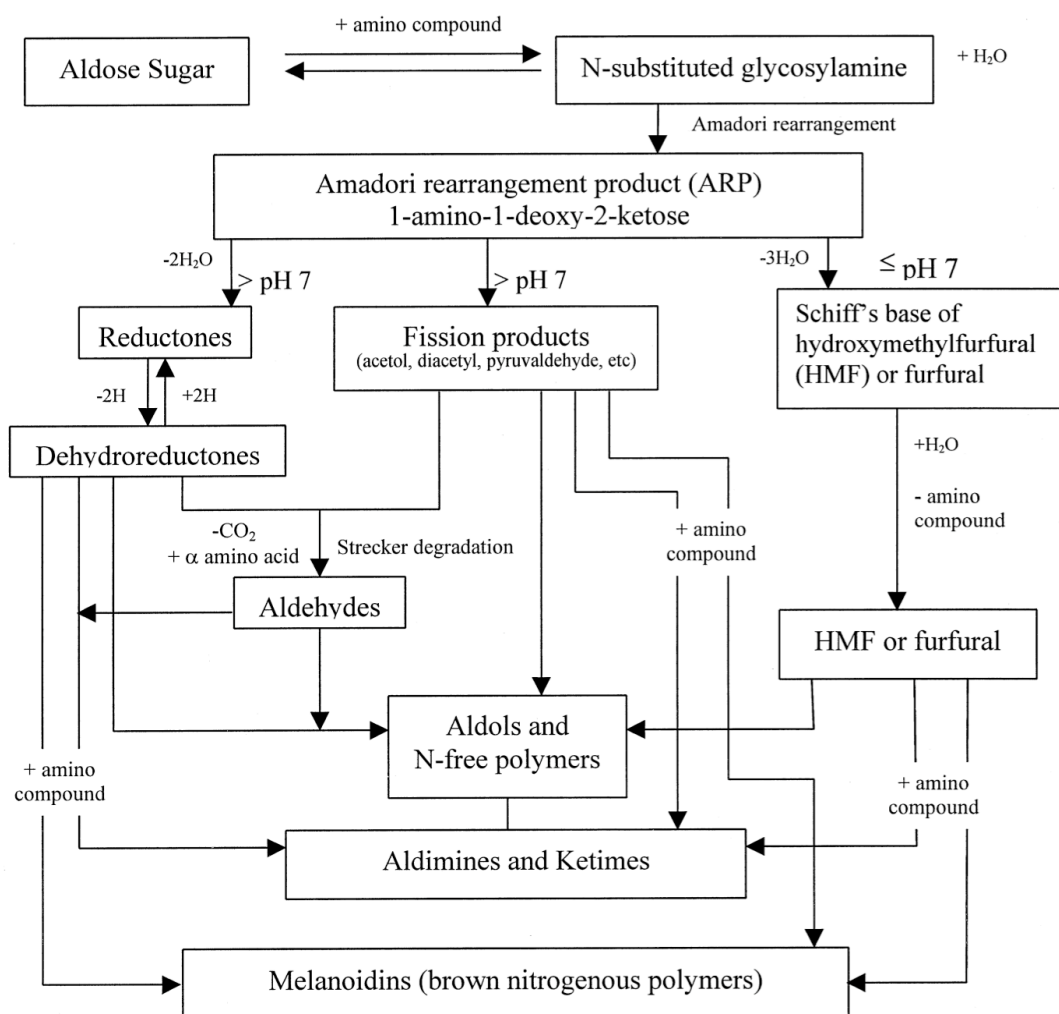 + amino compound
Aldose Sugar
N-substituted glycosylamine
+ H₂O
Amadori rearrangement
Amadori rearrangement product (ARP)
1-amino-1-deoxy-2-ketose
-2H₂O
> pH 7
> pH 7
-3H₂O
≤ pH 7
Reductones
Fission products
(acetol, diacetyl, pyruvaldehyde, etc)
Schiff's base of
hydroxymethylfurfural
(HMF) or furfural
-2H
+2H
Dehydroreductones
+H₂O
- amino
compound
-CO₂
+ α amino acid
Strecker degradation
+ amino
compound
Aldehydes
HMF or furfural
Aldols and
N-free polymers
+ amino
compound
+ amino
compound
Aldimines and Ketimes
Melanoidins (brown nitrogenous polymers)